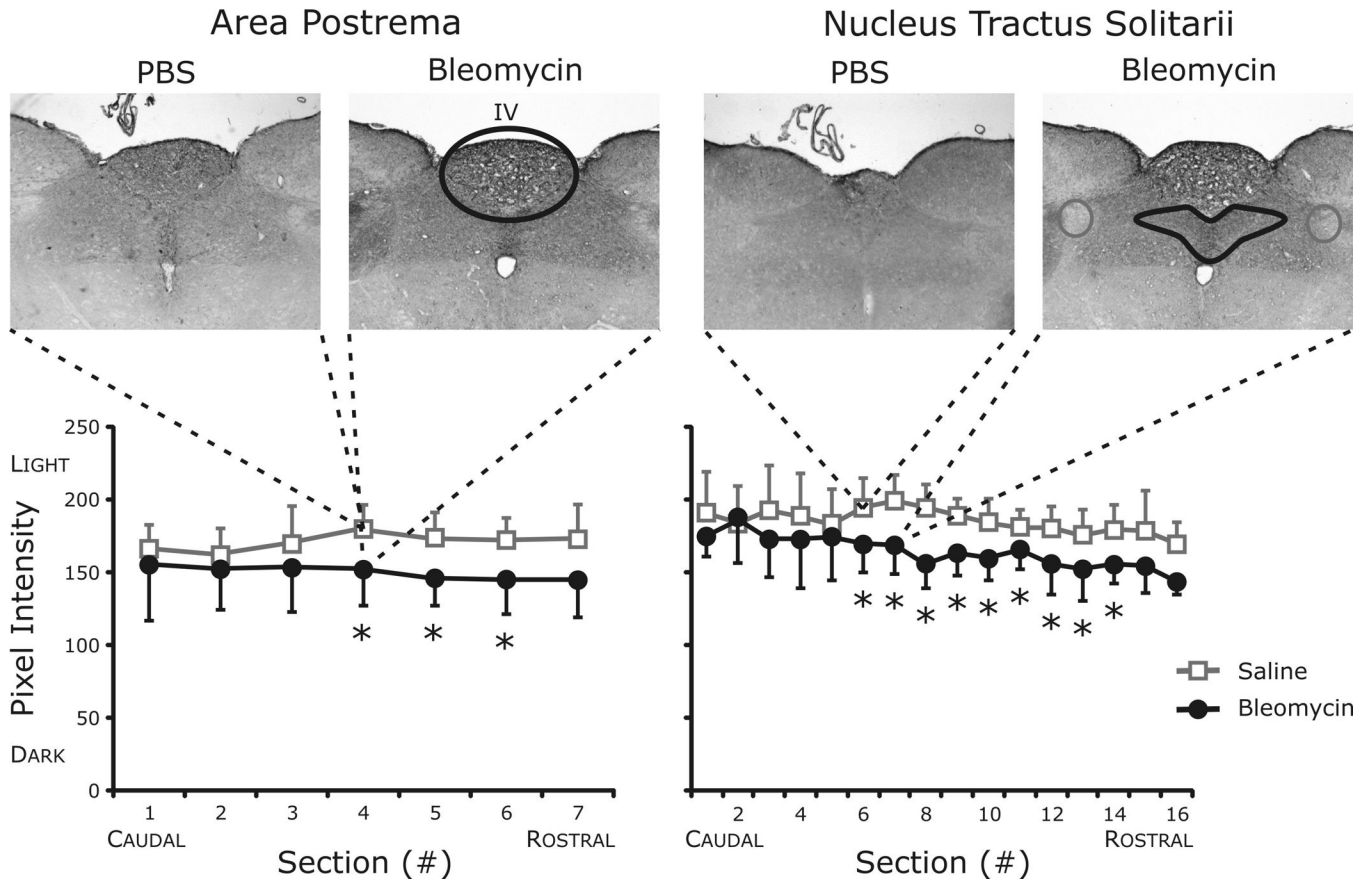 Area Postrema
Nucleus Tractus Solitarii
PBS
Bleomycin
PBS
Bleomycin
IV
250
LIGHT
200
150
100
50
DARK
0
Pixel Intensity
* * *
* * * * * * * * *
Saline
Bleomycin
1 2 3 4 5 6 7
CAUDAL ROSTRAL
Section (#)
2 4 6 8 10 12 14 16
CAUDAL ROSTRAL
Section (#)